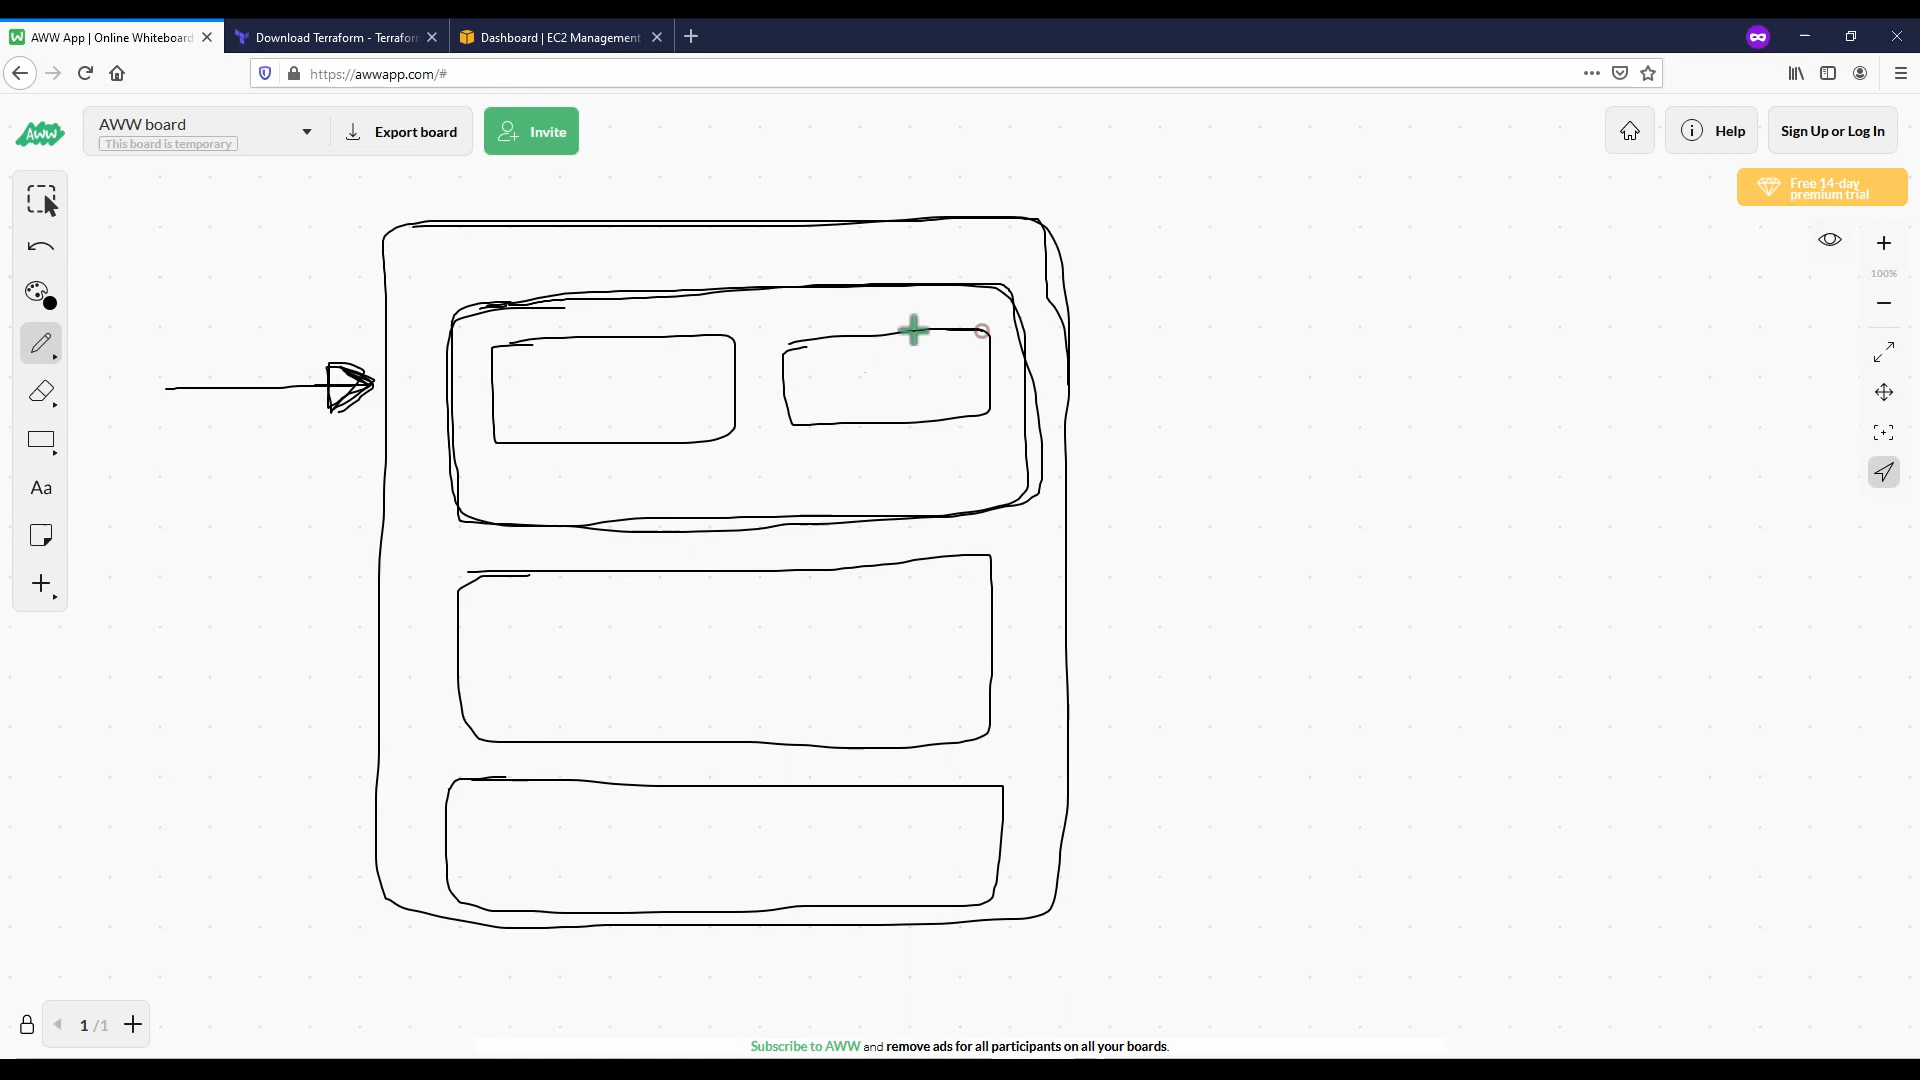 AWW App | Online Whiteboard
Download Terraform - Terrafor
Dashboard | EC2 Management
https://awwapp.com/#
AWW
AWW board
This board is temporary
Export board
Invite
Help
Sign Up or Log In
Free 14-day
premium trial
100%
Aa
1 /1
Subscribe to AWW and remove ads for all participants on all your boards.